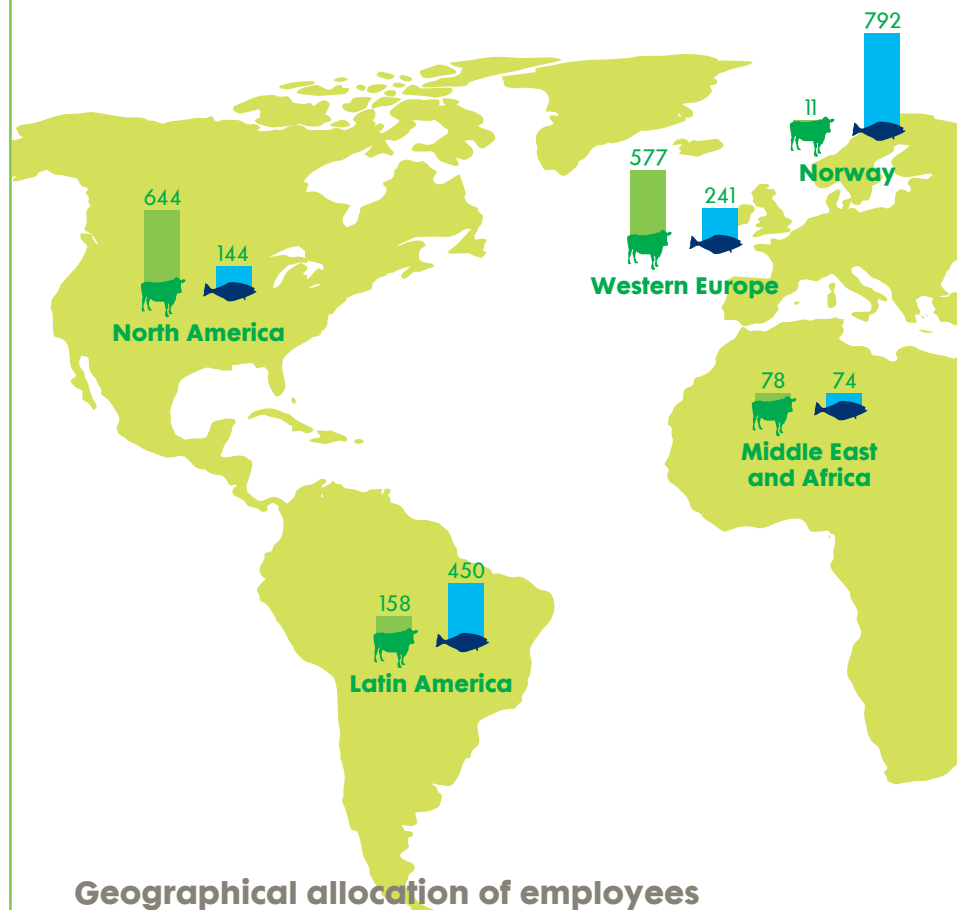 792
11
Norway
577
241
Western Europe
644
144
North America
78
74
Middle East
and Africa
450
158
Latin America
Geographical allocation of employees